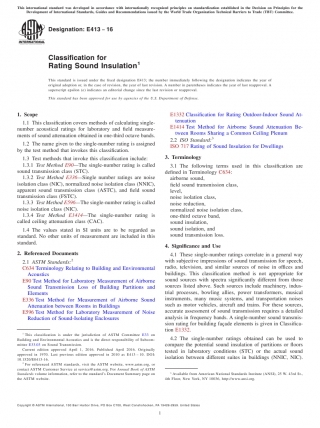 This international standard was developed in accordance with internationally recognized principles on standardization established in the Decision on Principles for the
Development of International Standards, Guides and Recommendations issued by the World Trade Organization Technical Barriers to Trade (TBT) Committee.
Designation: E413 − 16
INTERNATIONAL
Classification for
Rating Sound Insulation1
This standard is issued under the fixed designation E413; the number immediately following the designation indicates the year of
original adoption or, in the case of revision, the year of last revision. A number in parentheses indicates the year of last reapproval. A
superscript epsilon (ε) indicates an editorial change since the last revision or reapproval.
This standard has been approved for use by agencies of the U.S. Department of Defense.
1. Scope
1.1 This classification covers methods of calculating single-
number acoustical ratings for laboratory and field measure-
ments of sound attenuation obtained in one-third octave bands.
1.2 The name given to the single-number rating is assigned
by the test method that invokes this classification.
1.3 Test methods that invoke this classification include:
1.3.1 Test Method E90—The single-number rating is called
sound transmission class (STC).
1.3.2 Test Method E336—Single number ratings are noise
isolation class (NIC), normalized noise isolation class (NNIC),
apparent sound transmission class (ASTC), and field sound
transmission class (FSTC).
1.3.3 Test Method E596—The single-number rating is called
noise isolation class (NIC).
1.3.4 Test Method E1414—The single-number rating is
called ceiling attenuation class (CAC).
1.4 The values stated in SI units are to be regarded as
standard. No other units of measurement are included in this
standard.
2. Referenced Documents
2.1 ASTM Standards:2
C634 Terminology Relating to Building and Environmental
Acoustics
E90 Test Method for Laboratory Measurement of Airborne
Sound Transmission Loss of Building Partitions and
Elements
E336 Test Method for Measurement of Airborne Sound
Attenuation between Rooms in Buildings
E596 Test Method for Laboratory Measurement of Noise
Reduction of Sound-Isolating Enclosures
1 This classification is under the jurisdiction of ASTM Committee E33 on
Building and Environmental Acoustics and is the direct responsibility of Subcom-
mittee E33.03 on Sound Transmission.
Current edition approved April 1, 2016. Published April 2016. Originally
approved in 1970. Last previous edition approved in 2010 as E413 – 10. DOI:
10.1520/E0413-16.
2 For referenced ASTM standards, visit the ASTM website, www.astm.org, or
contact ASTM Customer Service at service@astm.org. For Annual Book of ASTM
Standards volume information, refer to the standard's Document Summary page on
the ASTM website.
E1332 Classification for Rating Outdoor-Indoor Sound At-
tenuation
E1414 Test Method for Airborne Sound Attenuation Be-
tween Rooms Sharing a Common Ceiling Plenum
2.2 ISO Standard:3
ISO 717 Rating of Sound Insulation for Dwellings
3. Terminology
3.1 The following terms used in this classification are
defined in Terminology C634:
airborne sound,
field sound transmission class,
level,
noise isolation class,
noise reduction,
normalized noise isolation class,
one-third octave band,
sound insulation,
sound isolation, and
sound transmission loss.
4. Significance and Use
4.1 These single-number ratings correlate in a general way
with subjective impressions of sound transmission for speech,
radio, television, and similar sources of noise in offices and
buildings. This classification method is not appropriate for
sound sources with spectra significantly different from those
sources listed above. Such sources include machinery, indus-
trial processes, bowling allies, power transformers, musical
instruments, many music systems, and transportation noises
such as motor vehicles, aircraft and trains. For these sources,
accurate assessment of sound transmission requires a detailed
analysis in frequency bands. A single-number sound transmis-
sion rating for building façade elements is given in Classifica-
tion E1332.
4.2 The single-number ratings obtained can be used to
compare the potential sound insulation of partitions or floors
tested in laboratory conditions (STC) or the actual sound
isolation between different suites in buildings (NNIC, NIC).
3 Available from American National Standards Institute (ANSI), 25 W. 43rd St.,
4th Floor, New York, NY 10036, http://www.ansi.org.
Copyright © ASTM International, 100 Barr Harbor Drive, PO Box C700, West Conshohocken, PA 19428-2959. United States
1